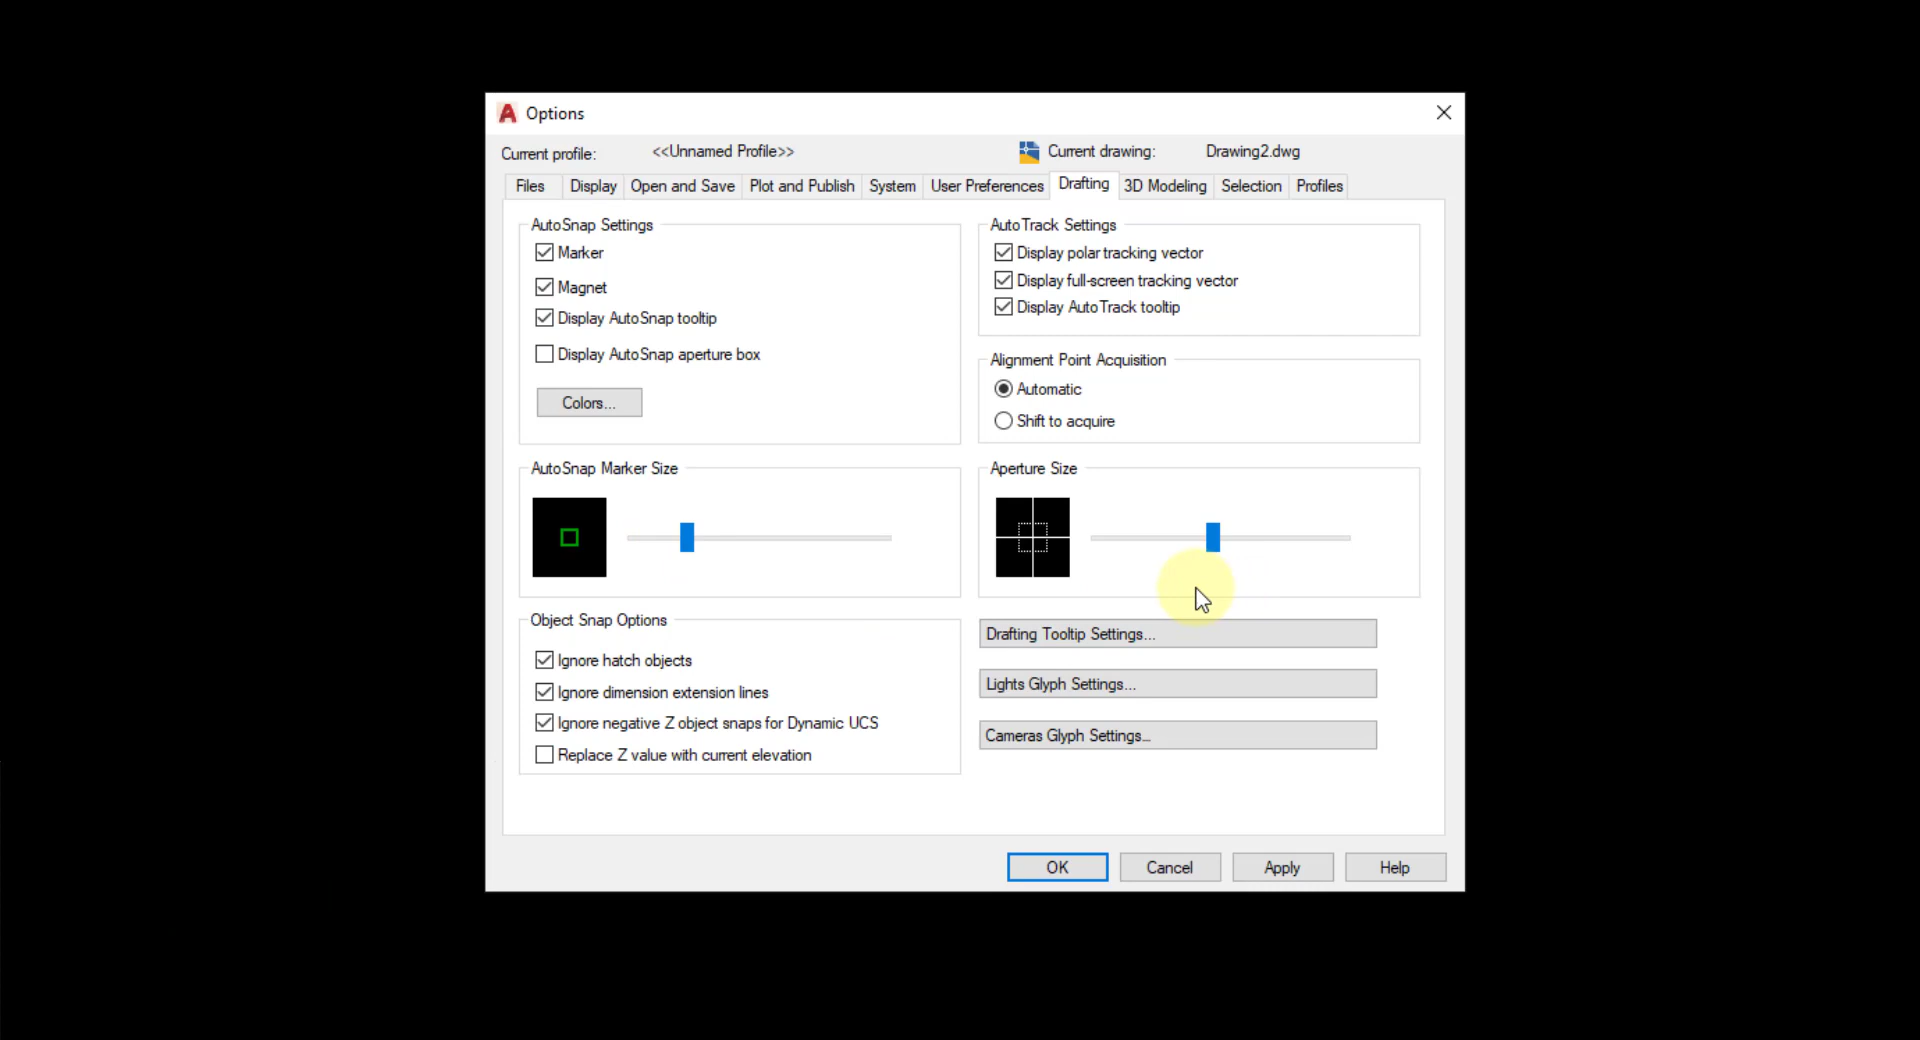 Options
Current profile: <<Unnamed Profile>> Current drawing: Drawing2.dwg
Files Display Open and Save Plot and Publish System User Preferences Drafting 3D Modeling Selection Profiles
AutoSnap Settings
Marker
Magnet
Display AutoSnap tooltip
Display AutoSnap aperture box
Colors...
AutoTrack Settings
Display polar tracking vector
Display full-screen tracking vector
Display AutoTrack tooltip
Alignment Point Acquisition
Automatic
Shift to acquire
AutoSnap Marker Size
Aperture Size
Object Snap Options
Ignore hatch objects
Ignore dimension extension lines
Ignore negative Z object snaps for Dynamic UCS
Replace Z value with current elevation
Drafting Tooltip Settings...
Lights Glyph Settings...
Cameras Glyph Settings...
OK Cancel Apply Help